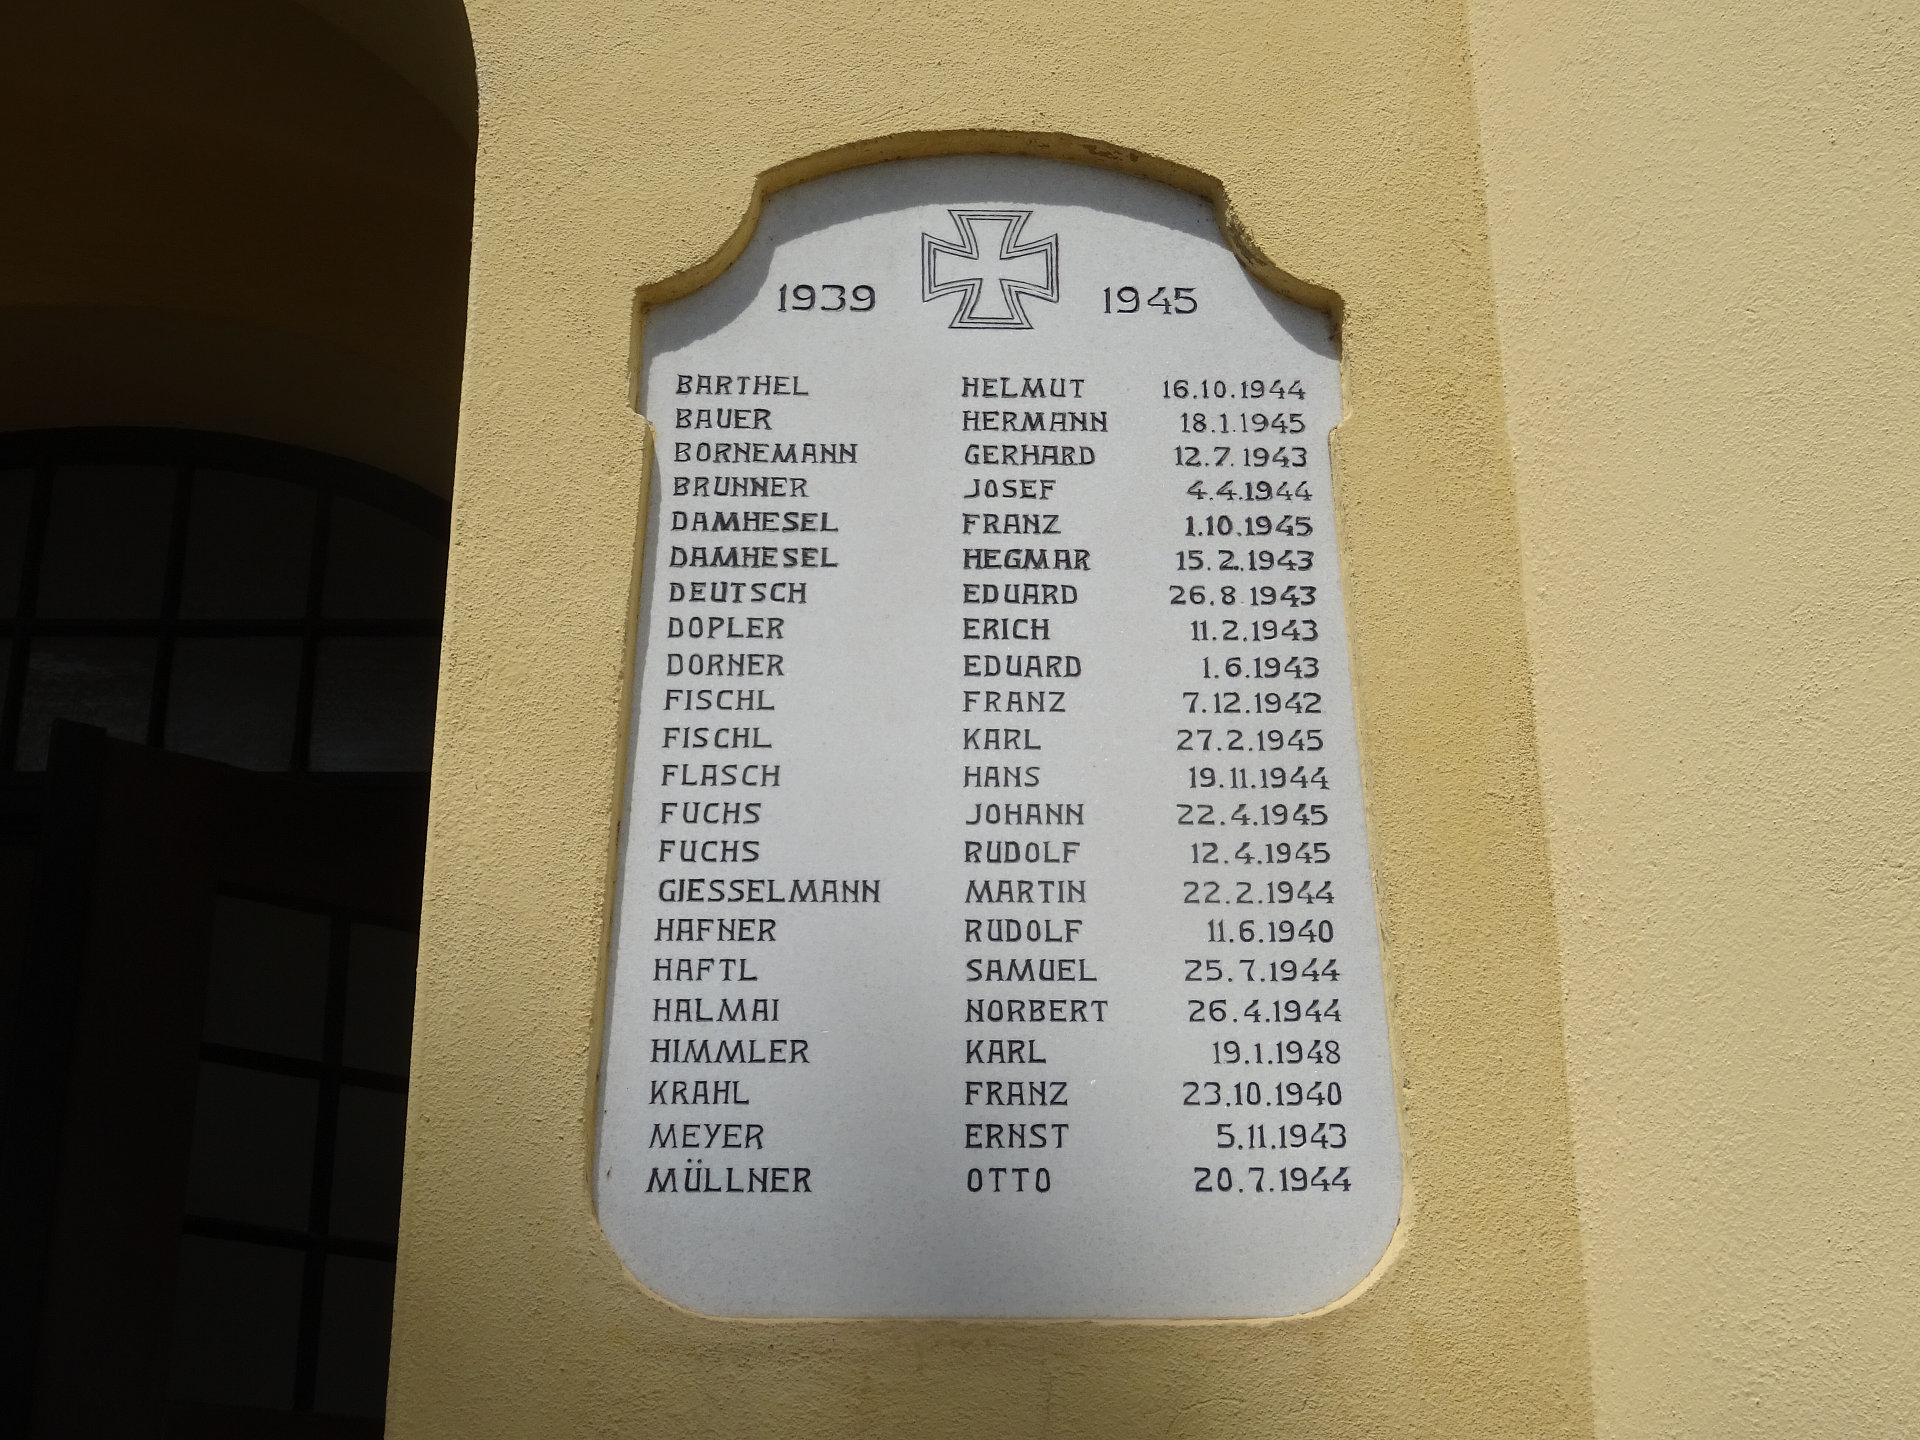 1939 1945
BARTHEL HELMUT 16.10.1944
BAUER HERMANN 18.1.1945
BORNEMANN GERHARD 12.7.1943
BRUNNER JOSEF 4.4.1944
DAMHESEL FRANZ 1.10.1945
DAMHESEL HEGMAR 15.2.1943
DEUTSCH EDUARD 26.8.1943
DOPLER ERICH 11.2.1943
DORNER EDUARD 1.6.1943
FISCHL FRANZ 7.12.1942
FISCHL KARL 27.2.1945
FLASCH HANS 19.11.1944
FUCHS JOHANN 22.4.1945
FUCHS RUDOLF 12.4.1945
GIESSELMANN MARTIN 22.2.1944
HAFNER RUDOLF 11.6.1940
HAFTL SAMUEL 25.7.1944
HALMAI NORBERT 26.4.1944
HIMMLER KARL 19.1.1948
KRAHL FRANZ 23.10.1940
MEYER ERNST 5.11.1943
MÜLLNER OTTO 20.7.1944